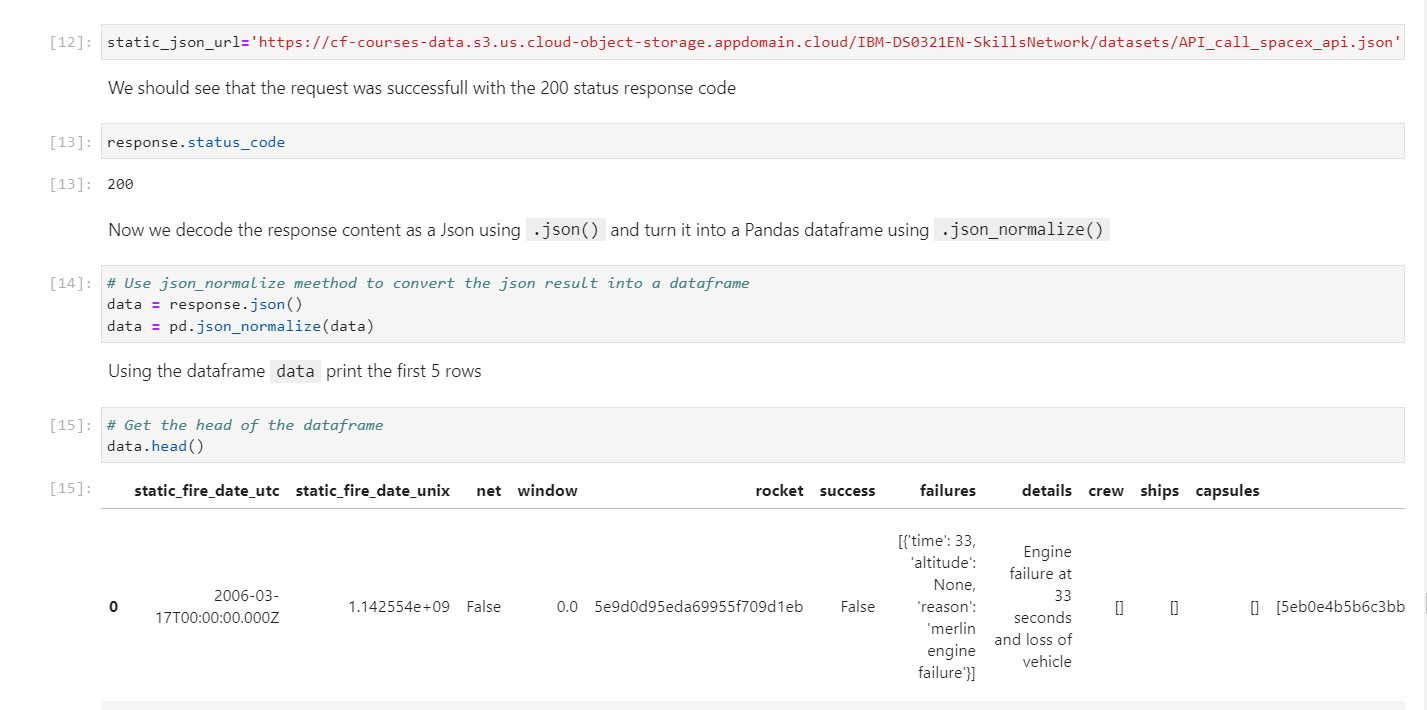 [12]: static_json_url='https://cf-courses-data.s3.us.cloud-object-storage.appdomain.cloud/IBM-DS0321EN-SkillsNetwork/datasets/API_call_spacex_api.json'
We should see that the request was successfull with the 200 status response code
[13]: response.status_code
[13]: 200
Now we decode the response content as a Json using .json() and turn it into a Pandas dataframe using .json_normalize()
[14]: # Use json_normalize meethod to convert the json result into a dataframe
data = response.json()
data = pd.json_normalize(data)
Using the dataframe data print the first 5 rows
[15]: # Get the head of the dataframe
data.head()
[15]: static_fire_date_utc static_fire_date_unix net window rocket success failures details crew ships capsules
[{'time': 33,
'altitude': Engine
None, failure at
2006-03- 33
0 1.142554e+09 False 0.0 5e9d0d95eda69955f709d1eb False 'reason': [] [] [] [5eb0e4b5b6c3bb
17T00:00:00.000Z seconds
'merlin and loss of
engine vehicle
failure'}]